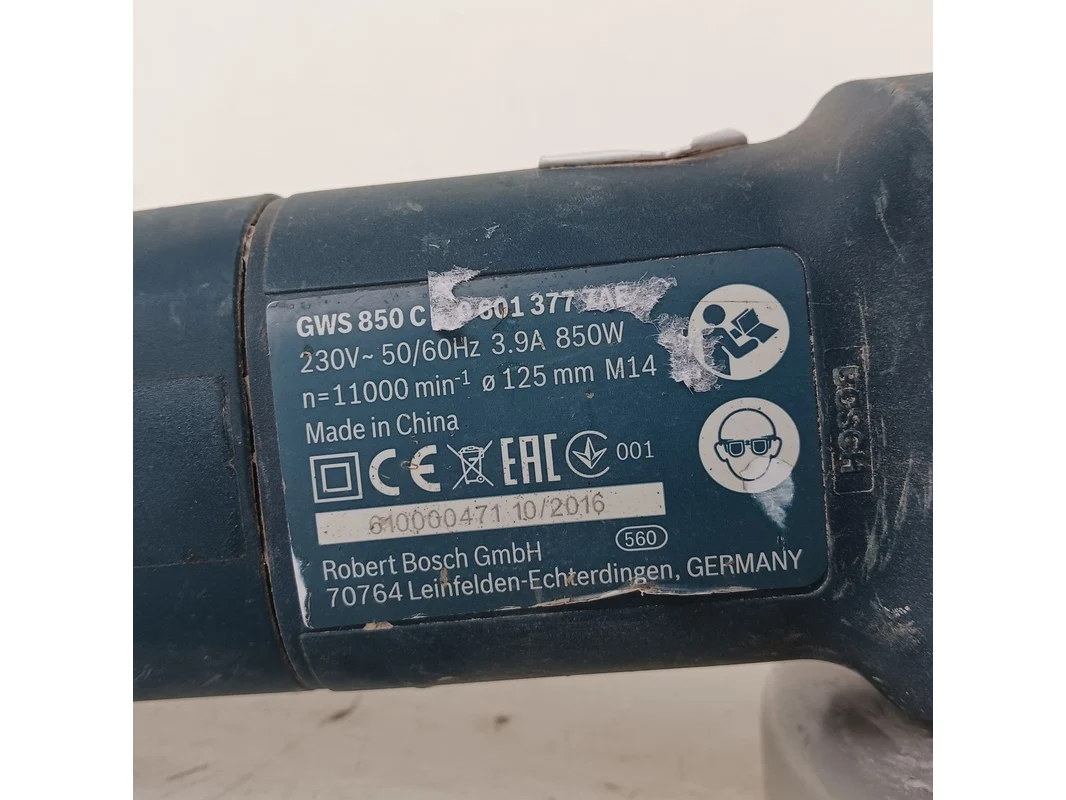 GWS 850 C 601 377
230V~ 50/60Hz 3.9A 850W
n=11000 min⁻¹ ø 125 mm M14
Made in China
CE EAC 001
610000471 10/2016
560
Robert Bosch GmbH
70764 Leinfelden-Echterdingen, GERMANY
BOSCH